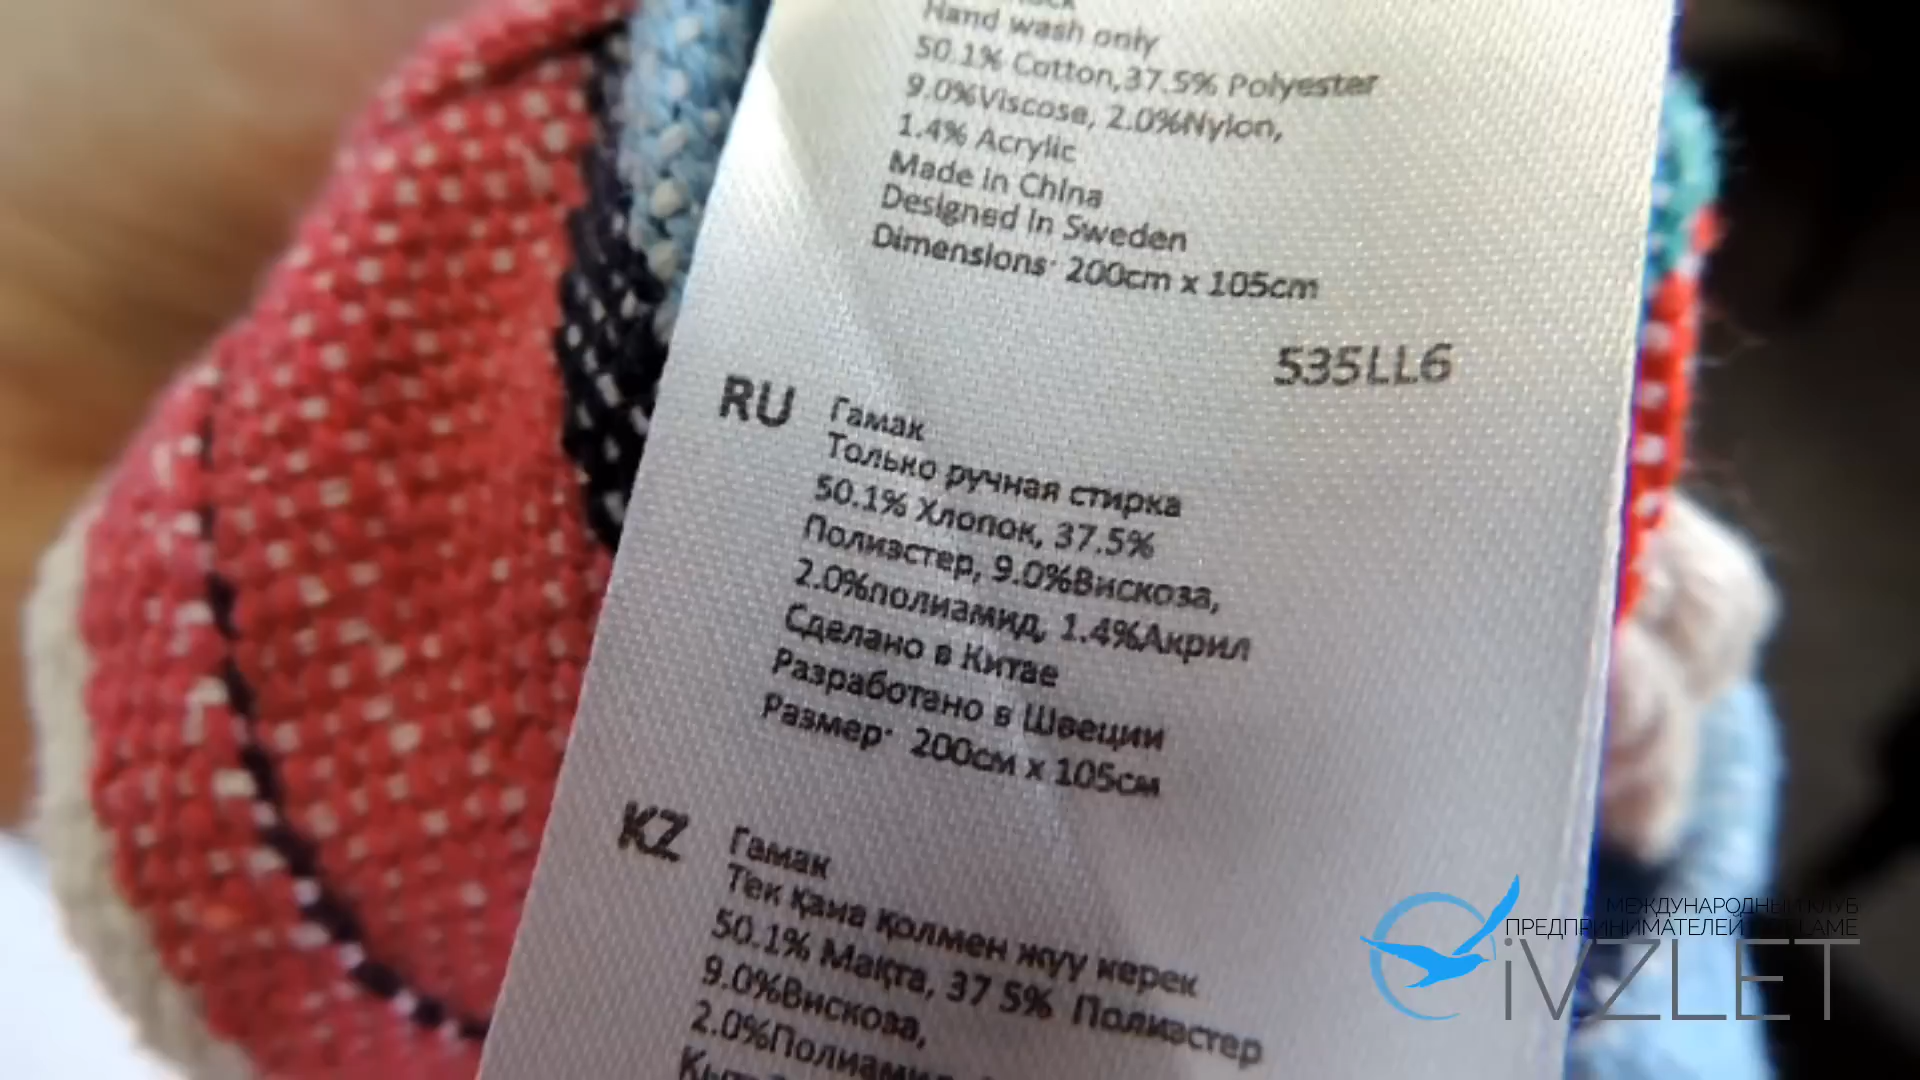 Hand wash only
50.1% Cotton,37.5% Polyester
9.0%Viscose, 2.0%Nylon,
1.4% Acrylic
Made in China
Designed in Sweden
Dimensions: 200cm x 105cm
535LL6
RU Гамак
Только ручная стирка
50.1% Хлопок, 37.5%
Полиэстер, 9.0%Вискоза,
2.0%полиамид, 1.4%Акрил
Сделано в Китае
Разработано в Швеции
Размер: 200см х 105см
KZ Гамак
Тек қана қолмен жуу керек
50.1% Мақта, 37 5% Полиэстер
9.0%Вискоза,
МЕЖДУНАРОДНЫЙ КЛУБ
ПРЕДПРИНИМАТЕЛЕЙ
iVZLET